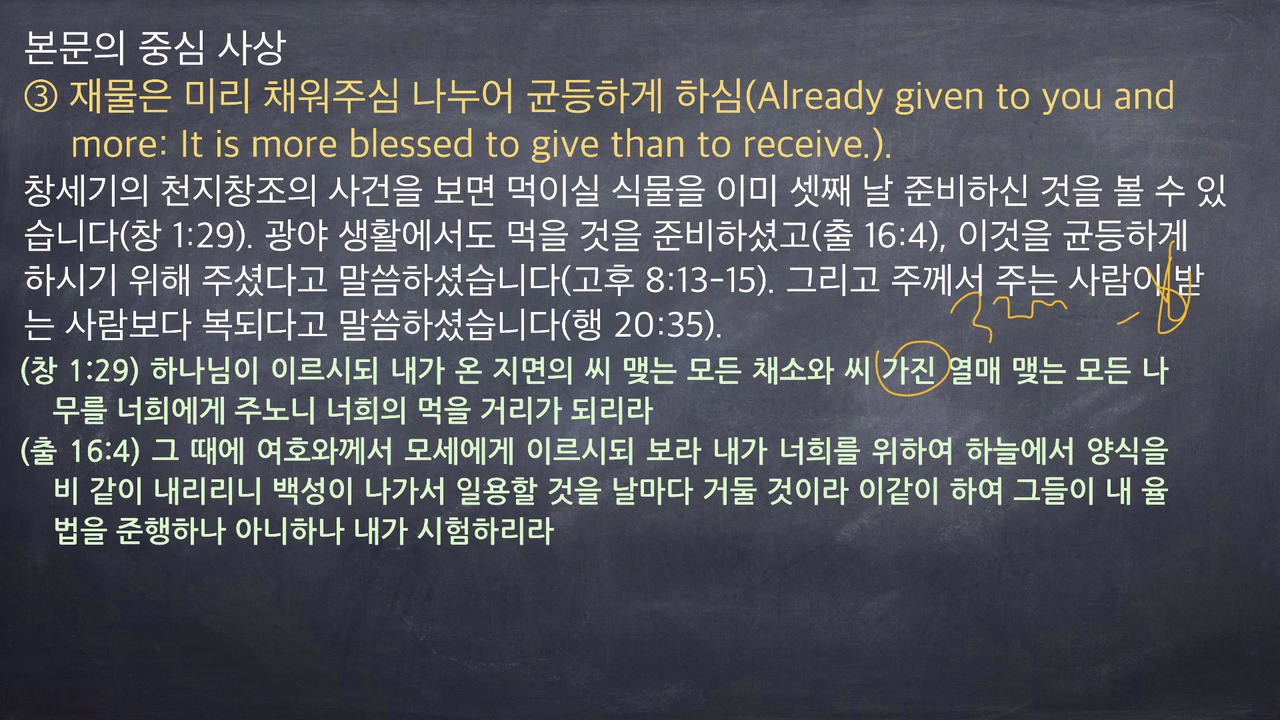 본문의 중심 사상
③ 재물은 미리 채워주심 나누어 균등하게 하심(Already given to you and
more: It is more blessed to give than to receive.).
창세기의 천지창조의 사건을 보면 먹이실 식물을 이미 셋째 날 준비하신 것을 볼 수 있
습니다(창 1:29). 광야 생활에서도 먹을 것을 준비하셨고(출 16:4), 이것을 균등하게
하시기 위해 주셨다고 말씀하셨습니다(고후 8:13-15). 그리고 주께서 주는 사람이 받
는 사람보다 복되다고 말씀하셨습니다(행 20:35).
(창 1:29) 하나님이 이르시되 내가 온 지면의 씨 맺는 모든 채소와 씨 가진 열매 맺는 모든 나
무를 너희에게 주노니 너희의 먹을 거리가 되리라
(출 16:4) 그 때에 여호와께서 모세에게 이르시되 보라 내가 너희를 위하여 하늘에서 양식을
비 같이 내리리니 백성이 나가서 일용할 것을 날마다 거둘 것이라 이같이 하여 그들이 내 율
법을 준행하나 아니하나 내가 시험하리라